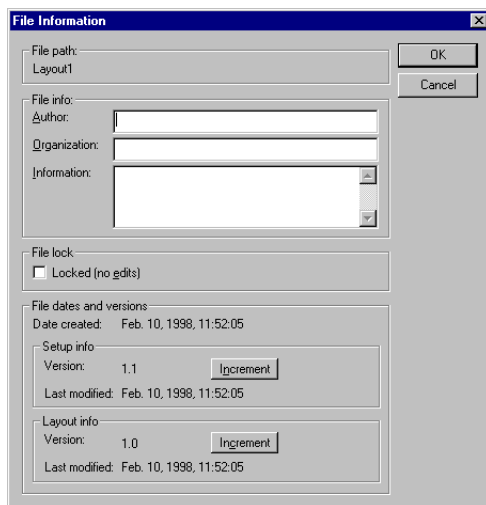 File Information
File path:
Layout1
OK
Cancel
File info:
Author:
Organization:
Information:
File lock
Locked (no edits)
File dates and versions
Date created: Feb. 10, 1998, 11:52:05
Setup info
Version: 1.1 Increment
Last modified: Feb. 10, 1998, 11:52:05
Layout info
Version: 1.0 Increment
Last modified: Feb. 10, 1998, 11:52:05